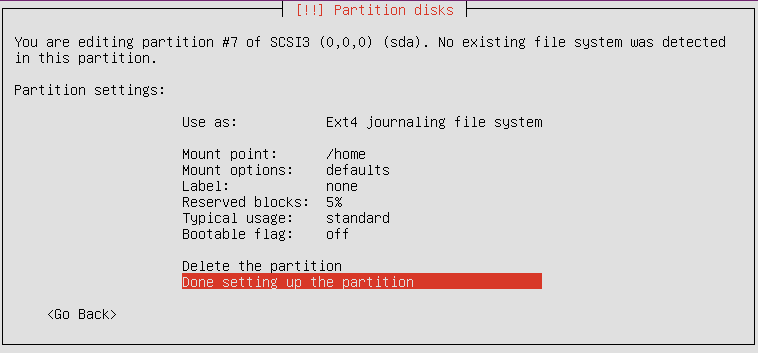 [!!] Partition disks
You are editing partition #7 of SCSI3 (0,0,0) (sda). No existing file system was detected
in this partition.
Partition settings:
Use as: Ext4 journaling file system
Mount point: /home
Mount options: defaults
Label: none
Reserved blocks: 5%
Typical usage: standard
Bootable flag: off
Delete the partition
Done setting up the partition
<Go Back>